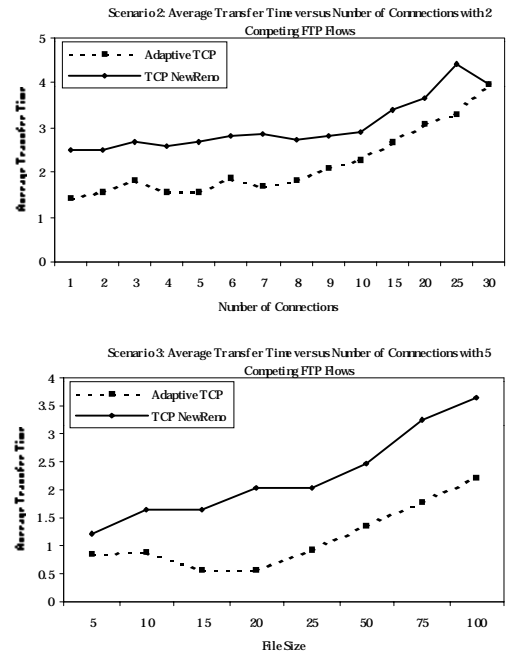 Scenario 2: Average Transfer Time versus Number of Connnections with 2
Competing FTP Flows
Adaptive TCP
TCP NewReno
Average Transfer Time
5
4
3
2
1
0
1 2 3 4 5 6 7 8 9 10 15 20 25 30
Number of Connections
Scenario 3: Average Transfer Time versus Number of Connnections with 5
Competing FTP Flows
Adaptive TCP
TCP NewReno
Average Transfer Time
4
3.5
3
2.5
2
1.5
1
0.5
0
5 10 15 20 25 50 75 100
File Size